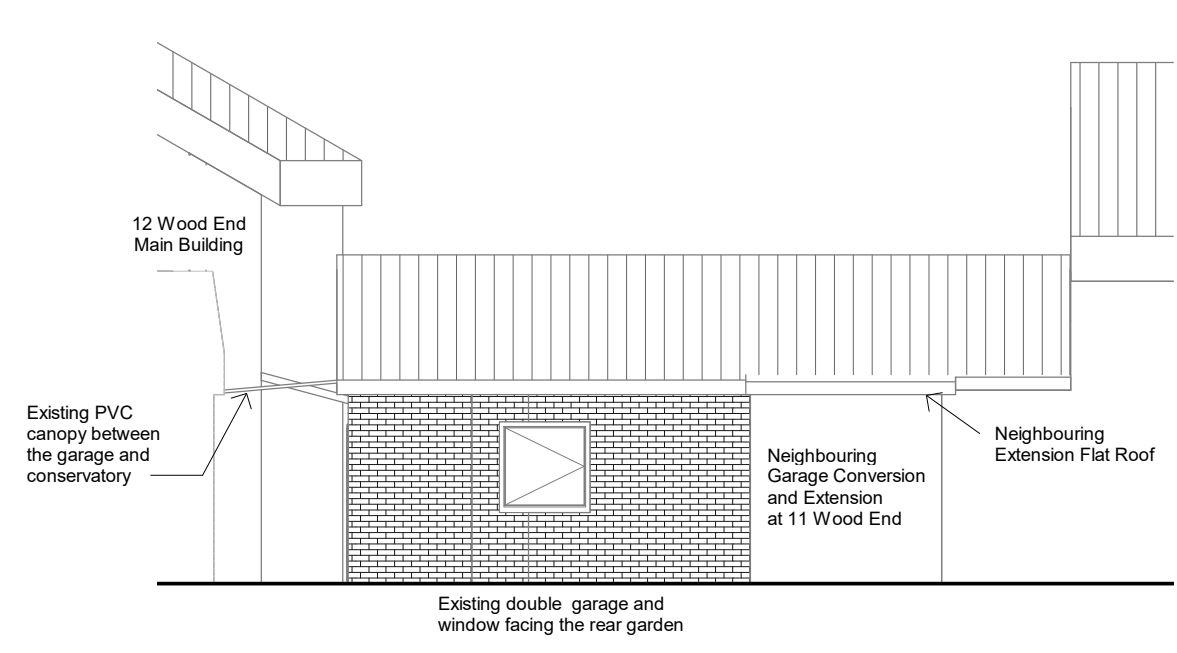 12 Wood End
Main Building
Existing PVC
canopy between
the garage and
conservatory
Neighbouring
Extension Flat Roof
Neighbouring
Garage Conversion
and Extension
at 11 Wood End
Existing double garage and
window facing the rear garden